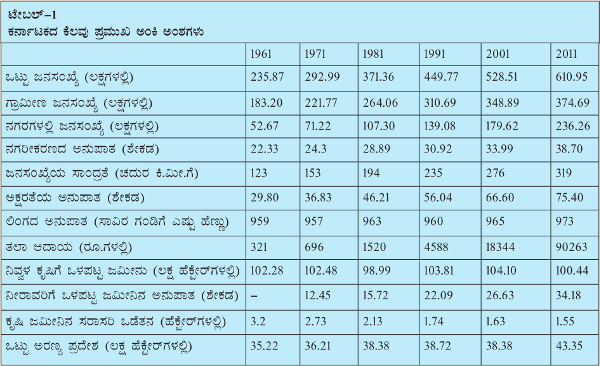 ಟೇಬಲ್–1
ಕರ್ನಾಟಕದ ಕೆಲವು ಪ್ರಮುಖ ಅಂಕಿ ಅಂಶಗಳು
1961 1971 1981 1991 2001 2011
ಒಟ್ಟು ಜನಸಂಖ್ಯೆ (ಲಕ್ಷಗಳಲ್ಲಿ) 235.87 292.99 371.36 449.77 528.51 610.95
ಗ್ರಾಮೀಣ ಜನಸಂಖ್ಯೆ (ಲಕ್ಷಗಳಲ್ಲಿ) 183.20 221.77 264.06 310.69 348.89 374.69
ನಗರಗಳಲ್ಲಿ ಜನಸಂಖ್ಯೆ (ಲಕ್ಷಗಳಲ್ಲಿ) 52.67 71.22 107.30 139.08 179.62 236.26
ನಗರೀಕರಣದ ಅನುಪಾತ (ಶೇಕಡ) 22.33 24.3 28.89 30.92 33.99 38.70
ಜನಸಂಖ್ಯೆಯ ಸಾಂದ್ರತೆ (ಚದುರ ಕಿ.ಮೀ.ಗೆ) 123 153 194 235 276 319
ಅಕ್ಷರತೆಯ ಅನುಪಾತ (ಶೇಕಡ) 29.80 36.83 46.21 56.04 66.60 75.40
ಲಿಂಗದ ಅನುಪಾತ (ಸಾವಿರ ಗಂಡಿಗೆ ಎಷ್ಟು ಹೆಣ್ಣು) 959 957 963 960 965 973
ತಲಾ ಆದಾಯ (ರೂ.ಗಳಲ್ಲಿ) 321 696 1520 4588 18344 90263
ನಿವ್ವಳ ಕೃಷಿಗೆ ಒಳಪಟ್ಟ ಜಮೀನು (ಲಕ್ಷ ಹೆಕ್ಟೇರ್‌ಗಳಲ್ಲಿ) 102.28 102.48 98.99 103.81 104.10 100.44
ನೀರಾವರಿಗೆ ಒಳಪಟ್ಟ ಜಮೀನಿನ ಅನುಪಾತ (ಶೇಕಡ) – 12.45 15.72 22.09 26.63 34.18
ಕೃಷಿ ಜಮೀನಿನ ಸರಾಸರಿ ಒಡೆತನ (ಹೆಕ್ಟೇರ್‌ಗಳಲ್ಲಿ) 3.2 2.73 2.13 1.74 1.63 1.55
ಒಟ್ಟು ಅರಣ್ಯ ಪ್ರದೇಶ (ಲಕ್ಷ ಹೆಕ್ಟೇರ್‌ಗಳಲ್ಲಿ) 35.22 36.21 38.38 38.72 38.38 43.35